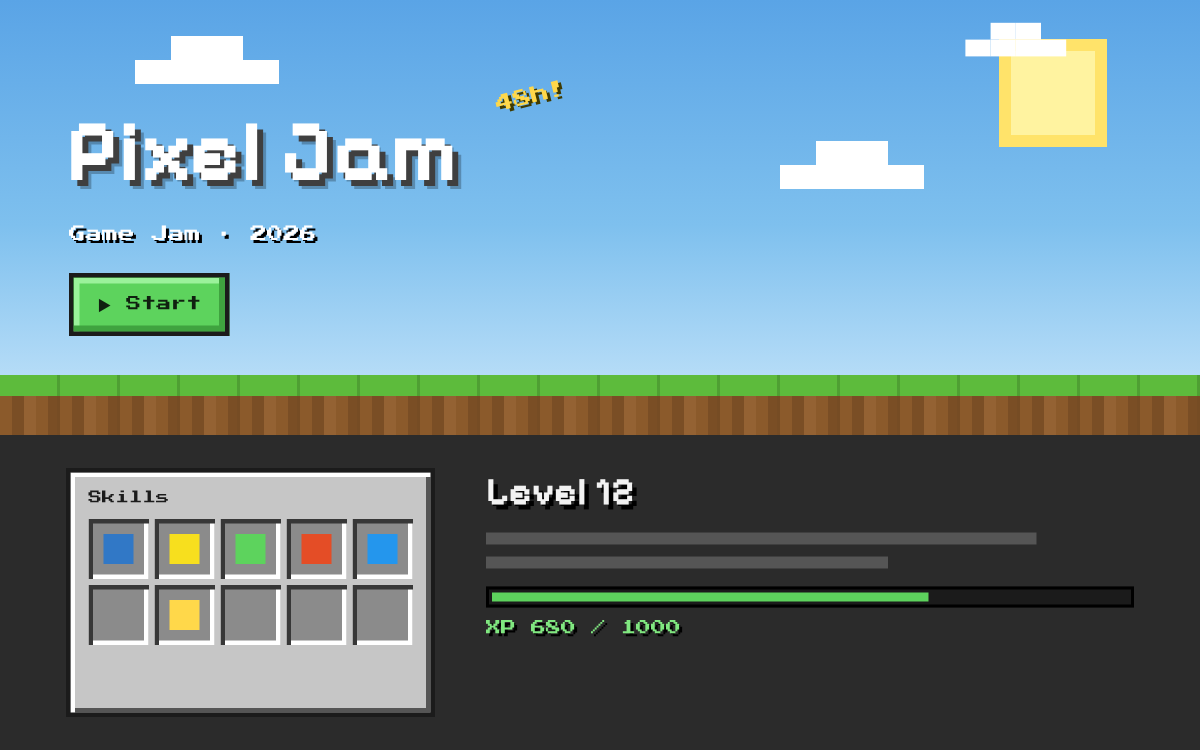 48h!
Pixel Jam
Game Jam · 2026
▶ Start
Skills
Level 12
XP 680 / 1000